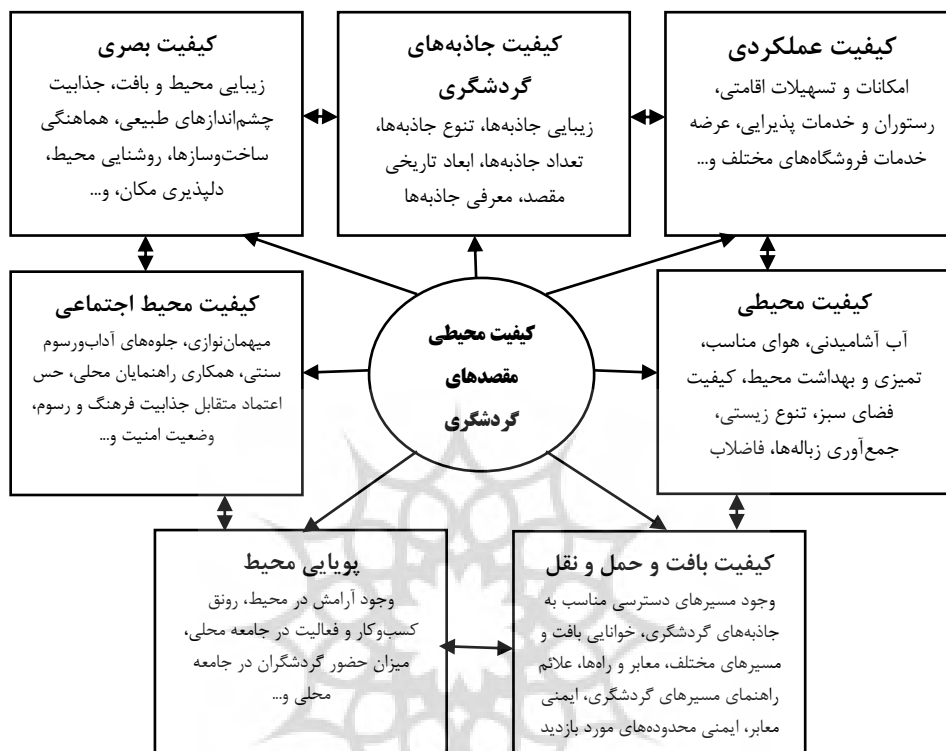 کیفیت عملکردی
امکانات و تسهیلات اقامتی،
رستوران و خدمات پذیرایی، عرضه
خدمات فروشگاه‌های مختلف و...
کیفیت جاذبه‌های
گردشگری
زیبایی جاذبه‌ها، تنوع جاذبه‌ها،
تعداد جاذبه‌ها، ابعاد تاریخی
مقصد، معرفی جاذبه‌ها
کیفیت بصری
زیبایی محیط و بافت، جذابیت
چشم‌اندازهای طبیعی، هماهنگی
ساخت‌وسازها، روشنایی محیط،
دلپذیری مکان، و...
کیفیت محیطی
آب آشامیدنی، هوای مناسب،
تمیزی و بهداشت محیط، کیفیت
فضای سبز، تنوع زیستی،
جمع‌آوری زباله‌ها، فاضلاب
کیفیت محیطی
مقصدهای
گردشگری
کیفیت محیط اجتماعی
میهمان‌نوازی، جلوه‌های آداب‌ورسوم
سنتی، همکاری راهنمایان محلی، حس
اعتماد متقابل جذابیت فرهنگ و رسوم،
وضعیت امنیت و...
کیفیت بافت و حمل و نقل
وجود مسیرهای دسترسی مناسب به
جاذبه‌های گردشگری، خوانایی بافت و
مسیرهای مختلف، معابر و راه‌ها، علائم
راهنمای مسیرهای گردشگری، ایمنی
معابر، ایمنی محدوده‌های مورد بازدید
پویایی محیط
وجود آرامش در محیط، رونق
کسب‌وکار و فعالیت در جامعه محلی،
میزان حضور گردشگران در جامعه
محلی و...